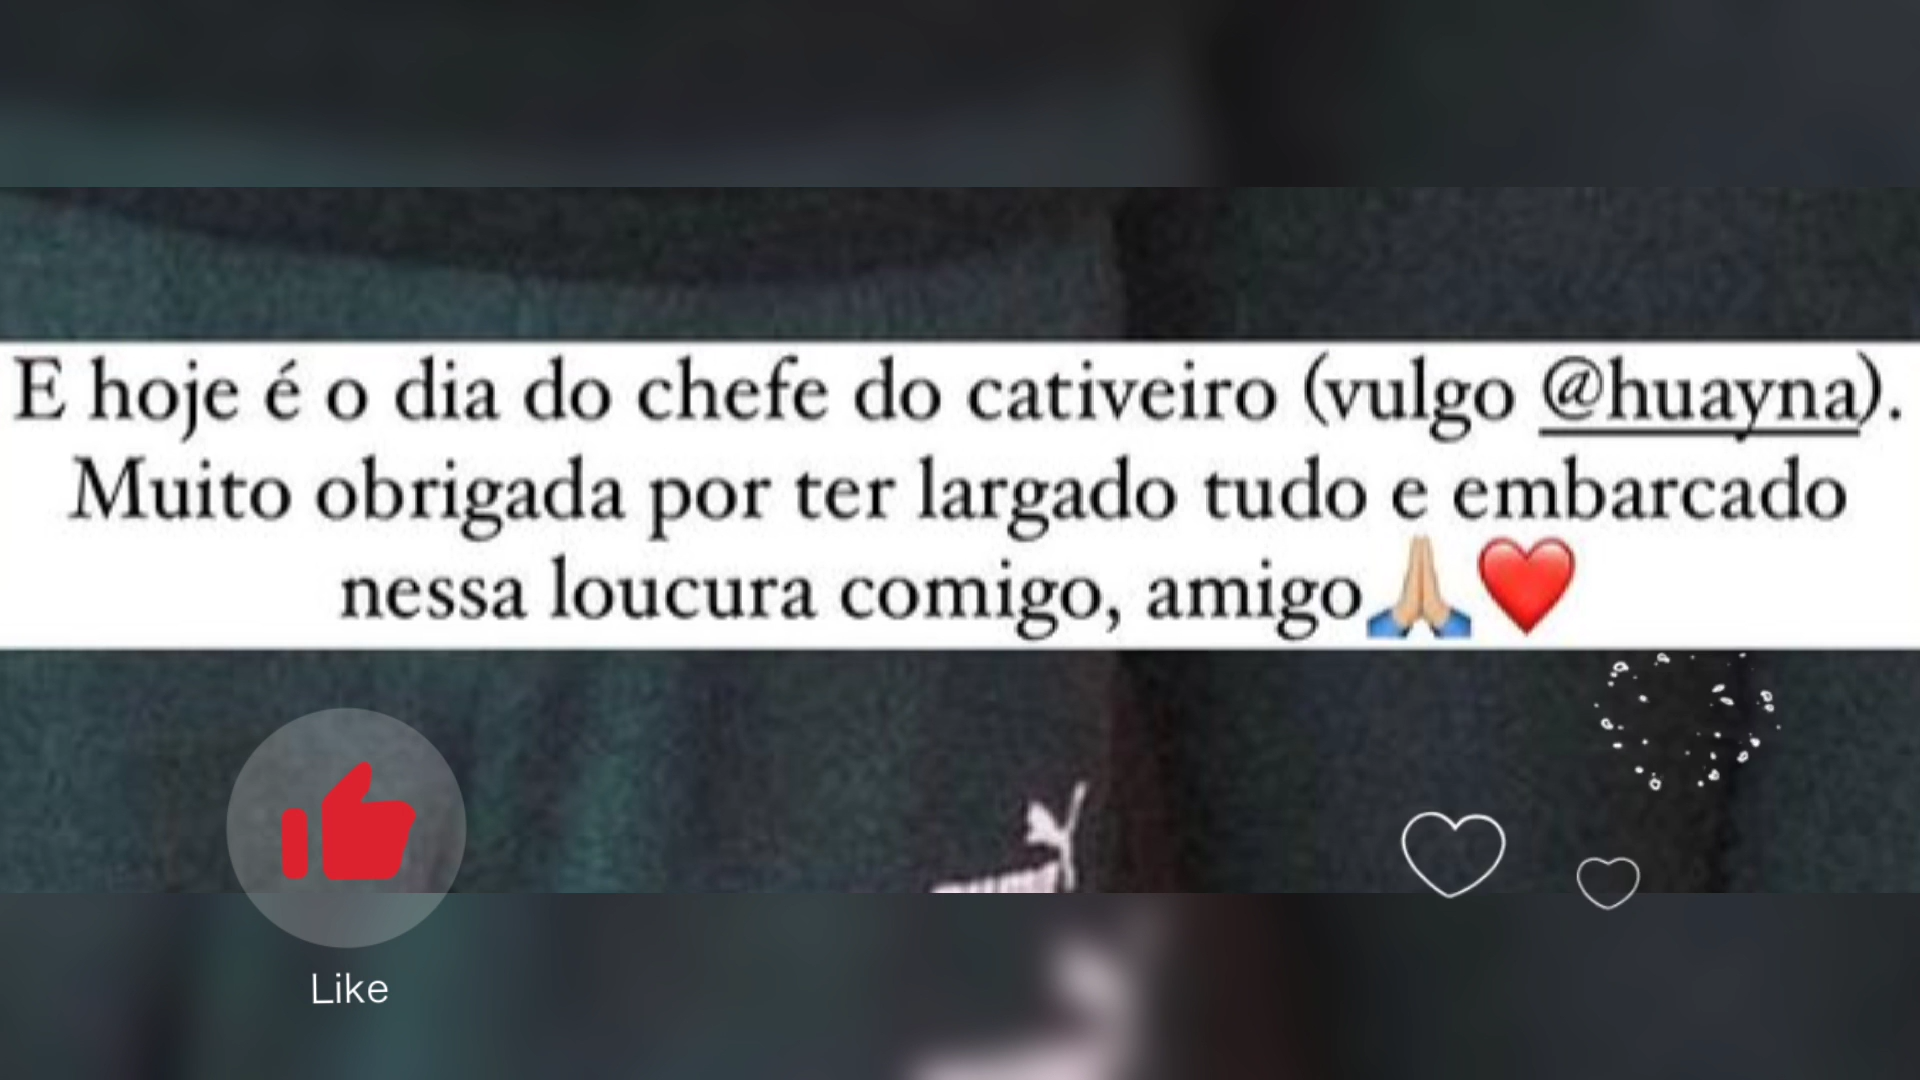 E hoje é o dia do chefe do cativeiro (vulgo @huayna).
Muito obrigada por ter largado tudo e embarcado
nessa loucura comigo, amigo🙏🏼❤️
Like